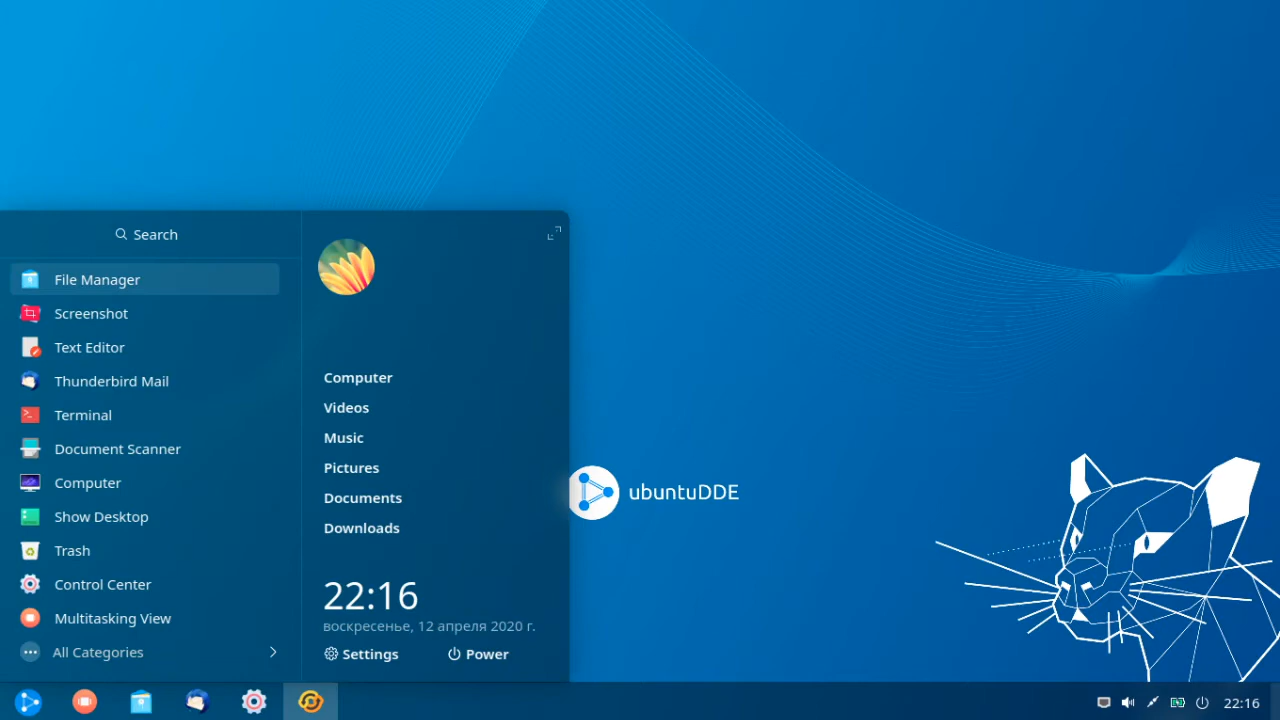 Search
File Manager
Screenshot
Text Editor
Thunderbird Mail
Terminal
Document Scanner
Computer
Show Desktop
Trash
Control Center
Multitasking View
All Categories
Computer
Videos
Music
Pictures
Documents
Downloads
22:16
воскресенье, 12 апреля 2020 г.
Settings
Power
ubuntuDDE
22:16